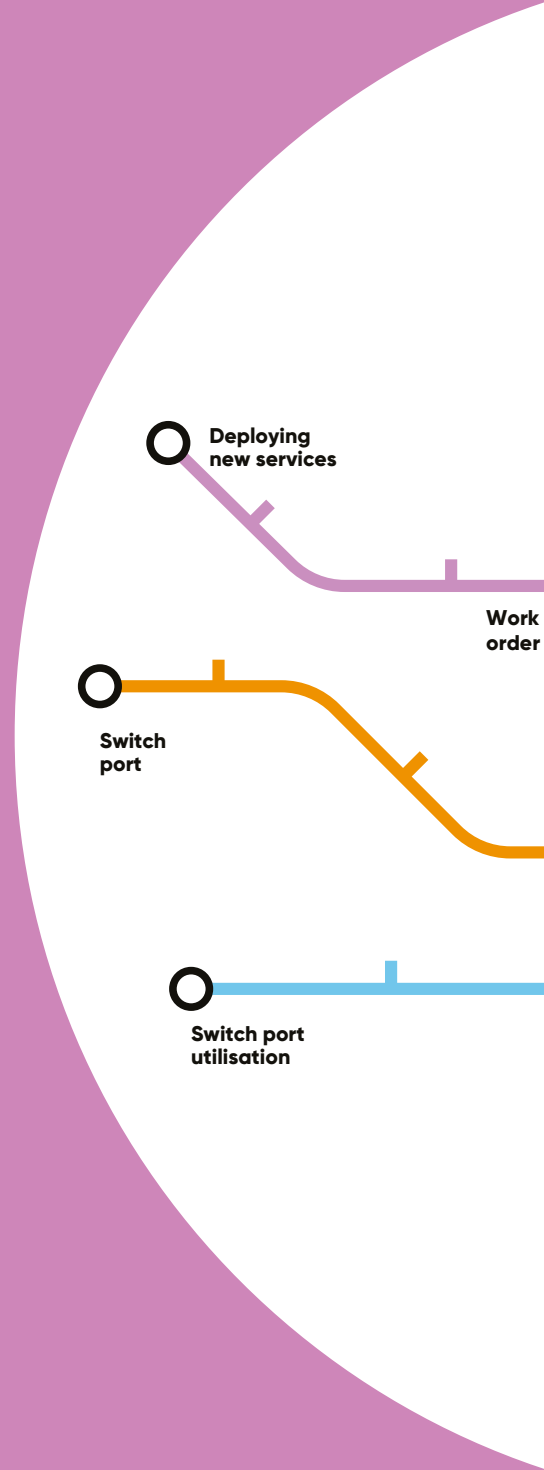 Deploying
new services
Work
order
Switch
port
Switch port
utilisation